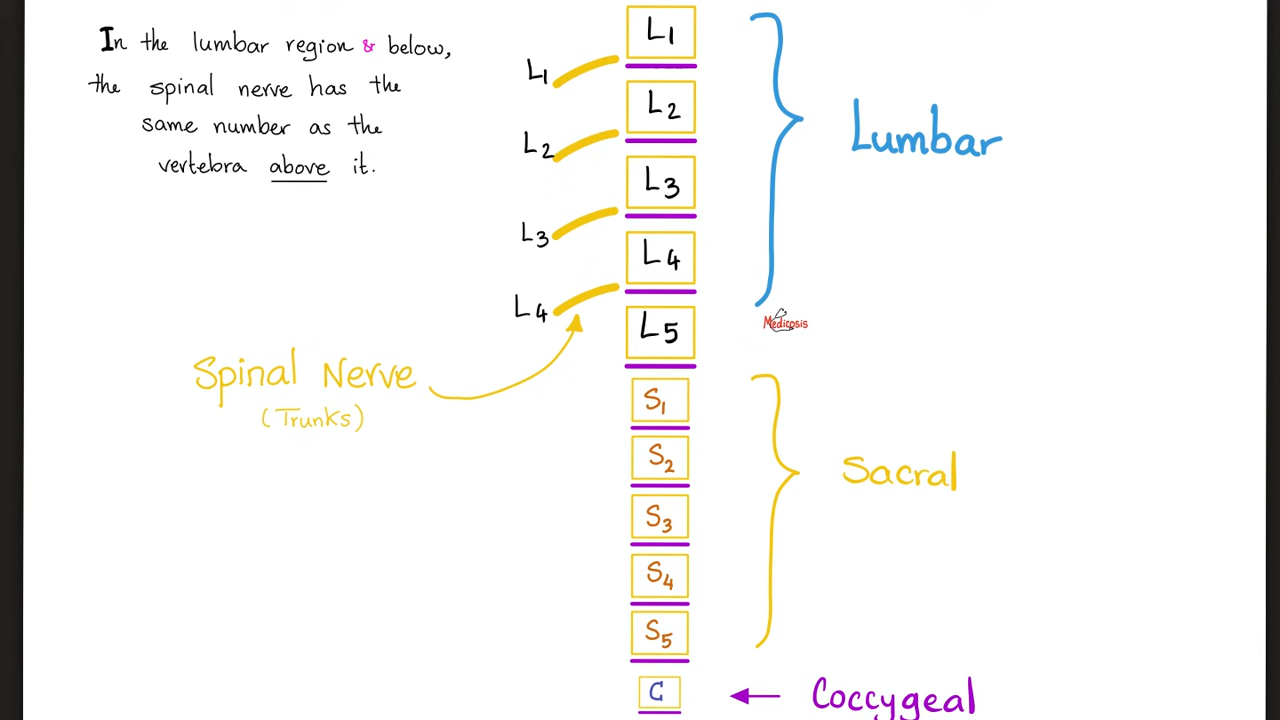 In the lumbar region & below,
the spinal nerve has the
same number as the
vertebra above it.
L1
L1
L2
L2
L3
L3
L4
L4
L5
Lumbar
Medicosis
Spinal Nerve
(Trunks)
S1
S2
S3
S4
S5
Sacral
C
Coccygeal